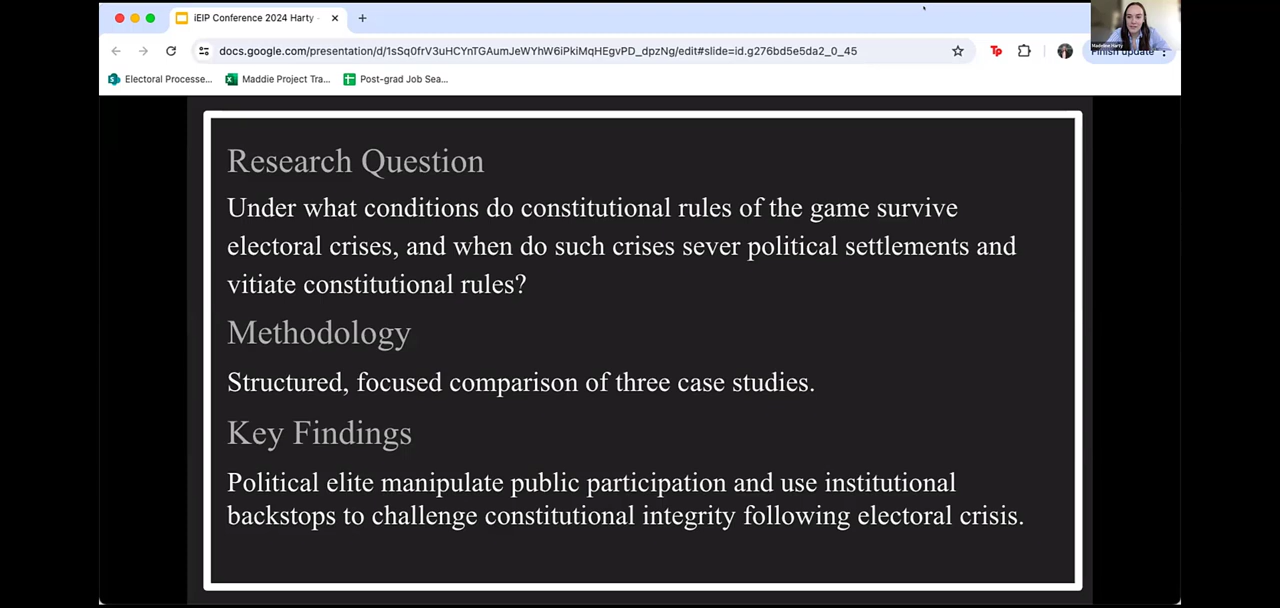 iEIP Conference 2024 Harty
docs.google.com/presentation/d/1sSq0frV3uHCYnTGAumJeWYhW6iPkiMqHEgvPD_dpzNg/edit#slide=id.g276bd5e5da2_0_45
Tp
Finish update
Madeline Harty
Electoral Processe...
Maddie Project Tra...
Post-grad Job Sea...
Research Question
Under what conditions do constitutional rules of the game survive
electoral crises, and when do such crises sever political settlements and
vitiate constitutional rules?
Methodology
Structured, focused comparison of three case studies.
Key Findings
Political elite manipulate public participation and use institutional
backstops to challenge constitutional integrity following electoral crisis.